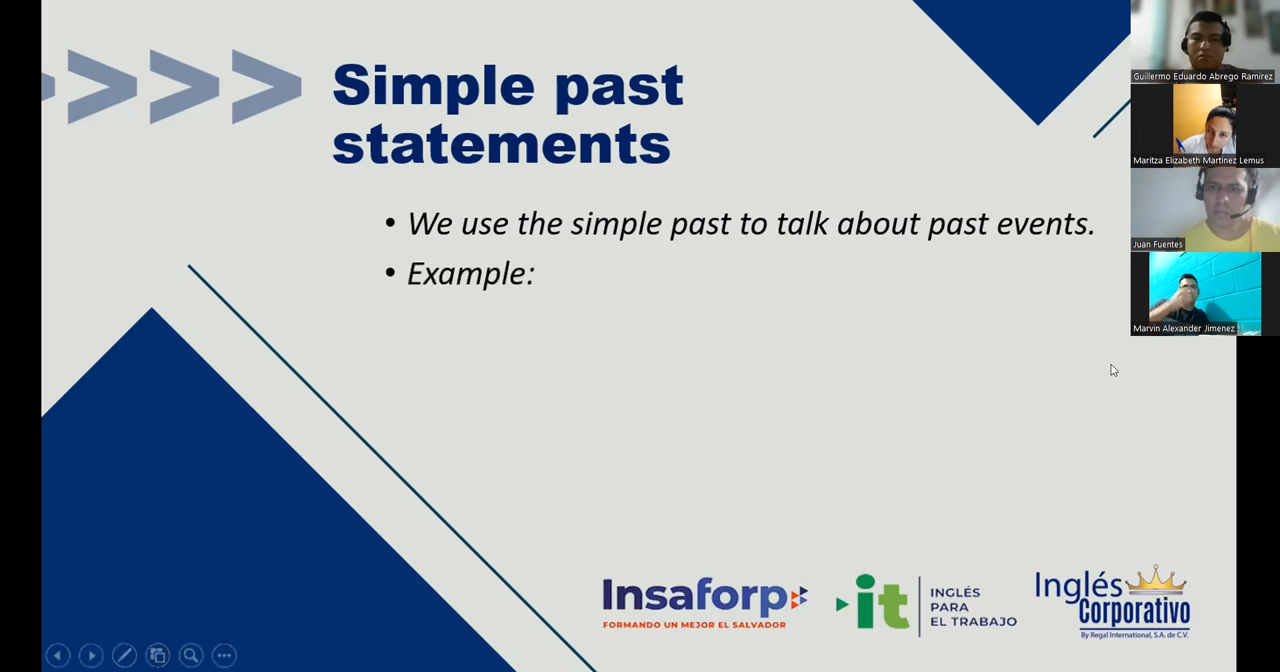 Simple past
statements
• We use the simple past to talk about past events.
• Example:
Guillermo Eduardo Abrego Ramirez
Maritza Elizabeth Martinez Lemus
Juan Fuentes
Marvin Alexander Jimenez
Insaforp
FORMANDO UN MEJOR EL SALVADOR
it
INGLÉS
PARA
EL TRABAJO
Inglés
Corporativo
By Regal International, S.A. de C.V.